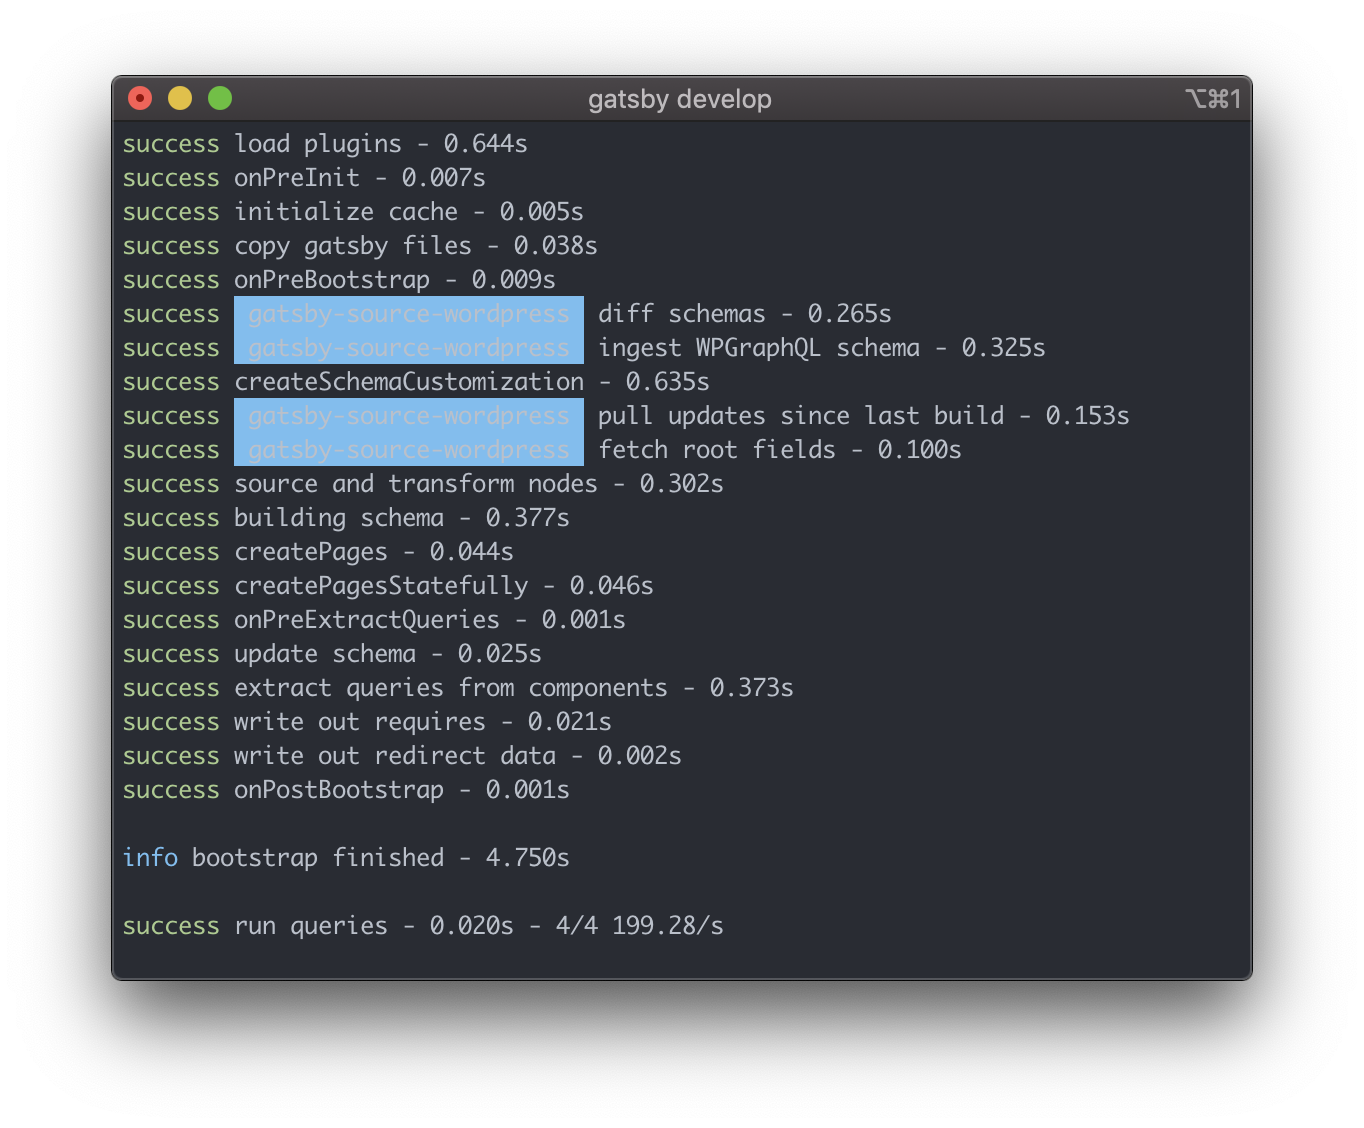 gatsby develop ⌥⌘1
success load plugins - 0.644s
success onPreInit - 0.007s
success initialize cache - 0.005s
success copy gatsby files - 0.038s
success onPreBootstrap - 0.009s
success gatsby-source-wordpress diff schemas - 0.265s
success gatsby-source-wordpress ingest WPGraphQL schema - 0.325s
success createSchemaCustomization - 0.635s
success gatsby-source-wordpress pull updates since last build - 0.153s
success gatsby-source-wordpress fetch root fields - 0.100s
success source and transform nodes - 0.302s
success building schema - 0.377s
success createPages - 0.044s
success createPagesStatefully - 0.046s
success onPreExtractQueries - 0.001s
success update schema - 0.025s
success extract queries from components - 0.373s
success write out requires - 0.021s
success write out redirect data - 0.002s
success onPostBootstrap - 0.001s
info bootstrap finished - 4.750s
success run queries - 0.020s - 4/4 199.28/s